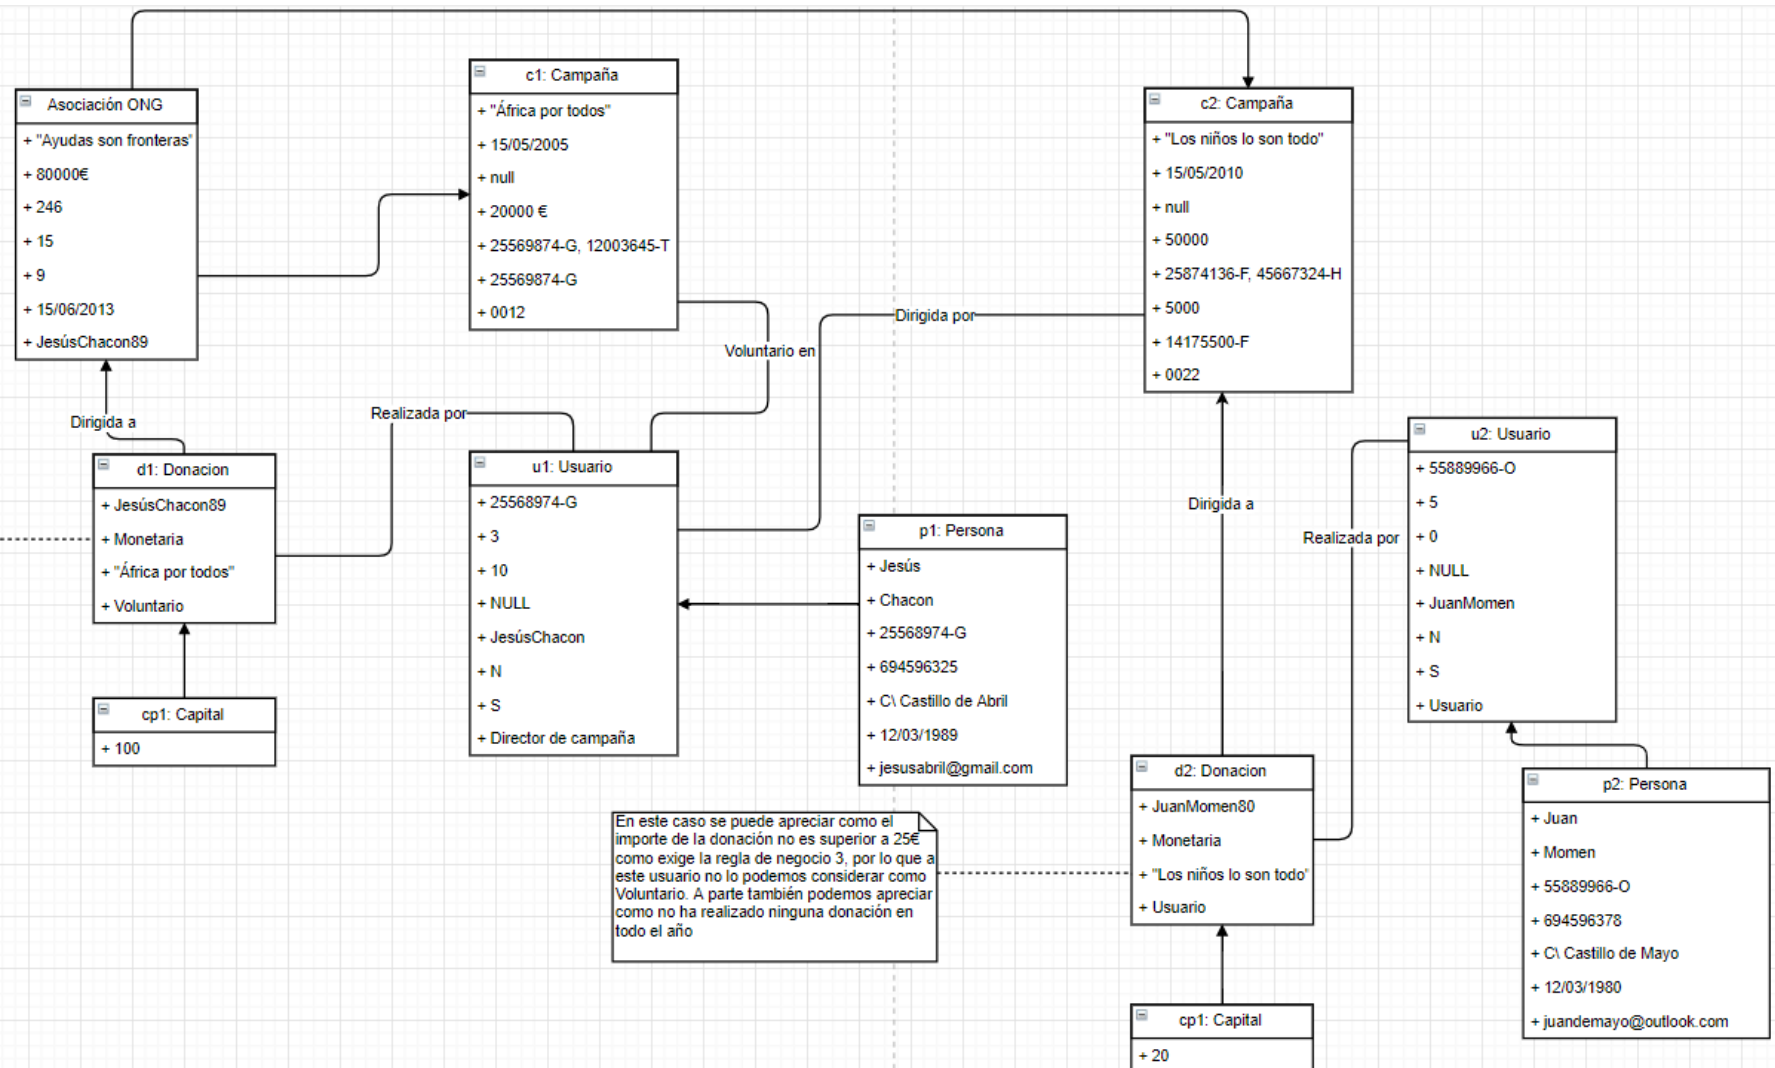 Asociación ONG
+ "Ayudas son fronteras"
+ 80000€
+ 246
+ 15
+ 9
+ 15/06/2013
+ JesúsChacon89
c1: Campaña
+ "África por todos"
+ 15/05/2005
+ null
+ 20000 €
+ 25569874-G, 12003645-T
+ 25569874-G
+ 0012
c2: Campaña
+ "Los niños lo son todo"
+ 15/05/2010
+ null
+ 50000
+ 25874136-F, 45667324-H
+ 5000
+ 14175500-F
+ 0022
Dirigida por
Voluntario en
Dirigida a
Realizada por
d1: Donacion
+ JesúsChacon89
+ Monetaria
+ "África por todos"
+ Voluntario
cp1: Capital
+ 100
u1: Usuario
+ 25568974-G
+ 3
+ 10
+ NULL
+ JesúsChacon
+ N
+ S
+ Director de campaña
p1: Persona
+ Jesús
+ Chacon
+ 25568974-G
+ 694596325
+ C\ Castillo de Abril
+ 12/03/1989
+ jesusabril@gmail.com
Dirigida a
Realizada por
u2: Usuario
+ 55889966-O
+ 5
+ 0
+ NULL
+ JuanMomen
+ N
+ S
+ Usuario
d2: Donacion
+ JuanMomen80
+ Monetaria
+ "Los niños lo son todo"
+ Usuario
p2: Persona
+ Juan
+ Momen
+ 55889966-O
+ 694596378
+ C\ Castillo de Mayo
+ 12/03/1980
+ juandemayo@outlook.com
En este caso se puede apreciar como el
importe de la donación no es superior a 25€
como exige la regla de negocio 3, por lo que a
este usuario no lo podemos considerar como
Voluntario. A parte también podemos apreciar
como no ha realizado ninguna donación en
todo el año
cp1: Capital
+ 20